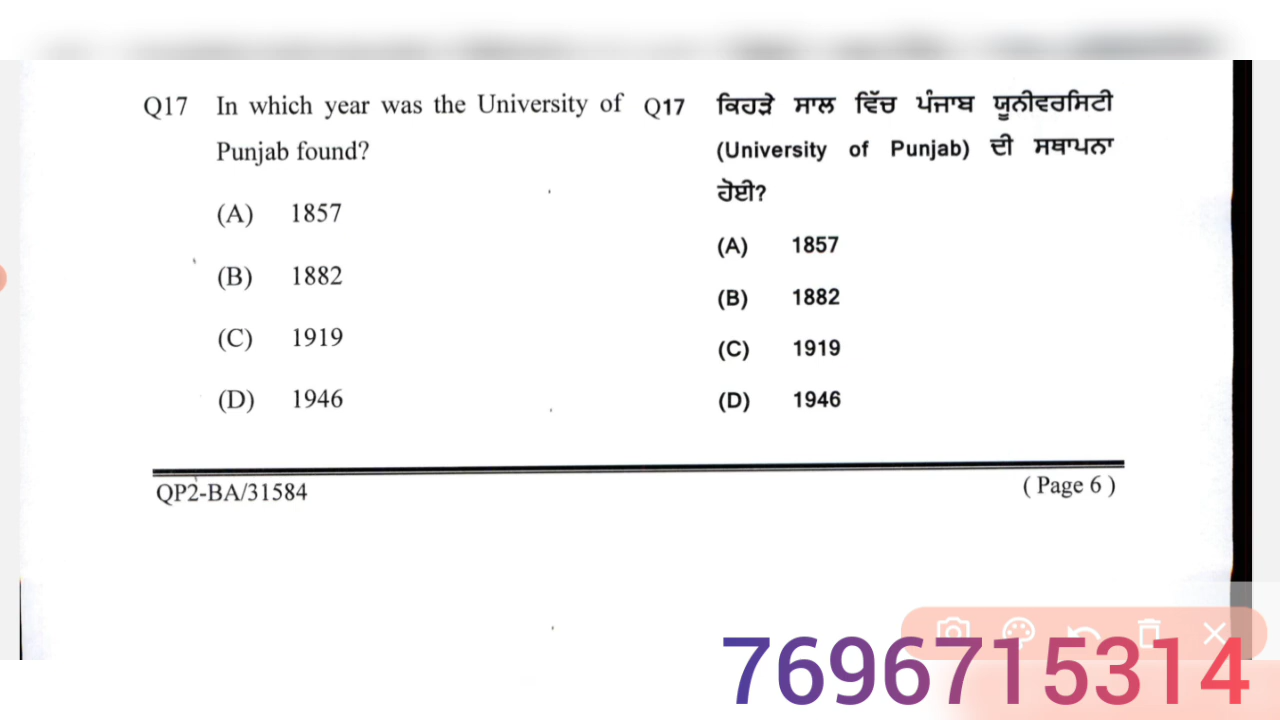 Q17 In which year was the University of
Punjab found?
(A) 1857
(B) 1882
(C) 1919
(D) 1946
Q17 ਕਿਹੜੇ ਸਾਲ ਵਿੱਚ ਪੰਜਾਬ ਯੂਨੀਵਰਸਿਟੀ
(University of Punjab) ਦੀ ਸਥਾਪਨਾ
ਹੋਈ?
(A) 1857
(B) 1882
(C) 1919
(D) 1946
QP2-BA/31584
( Page 6 )
7696715314